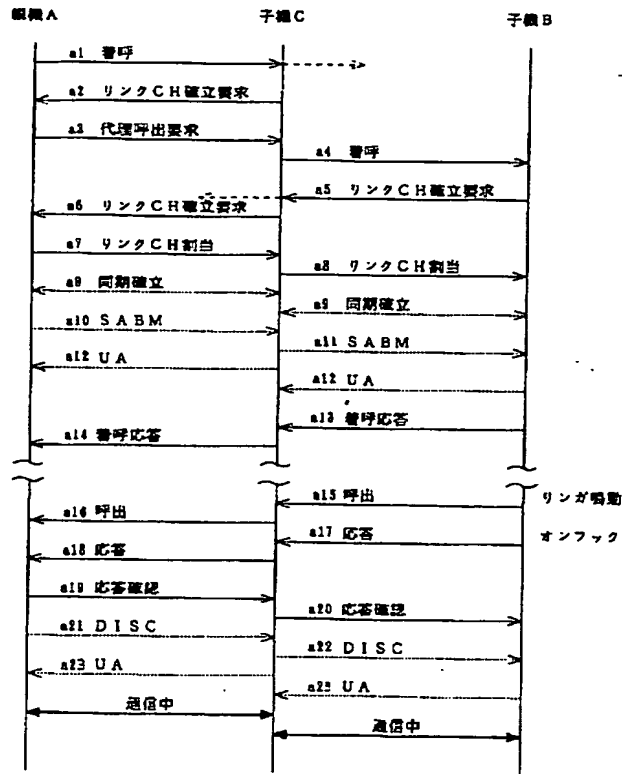 親機A 子機C 子機B
a1 着呼
a2 リンクCH確立要求
a3 代理呼出要求
a4 着呼
a5 リンクCH確立要求
a6 リンクCH確立要求
a7 リンクCH割当
a8 リンクCH割当
a9 同期確立
a9 同期確立
a10 SABM
a11 SABM
a12 UA
a12 UA
a13 着呼応答
a14 着呼応答
a15 呼出 リンガ鳴動
a16 呼出
a17 応答 オンフック
a18 応答
a19 応答確認
a20 応答確認
a21 DISC
a22 DISC
a23 UA
a23 UA
通信中
通信中